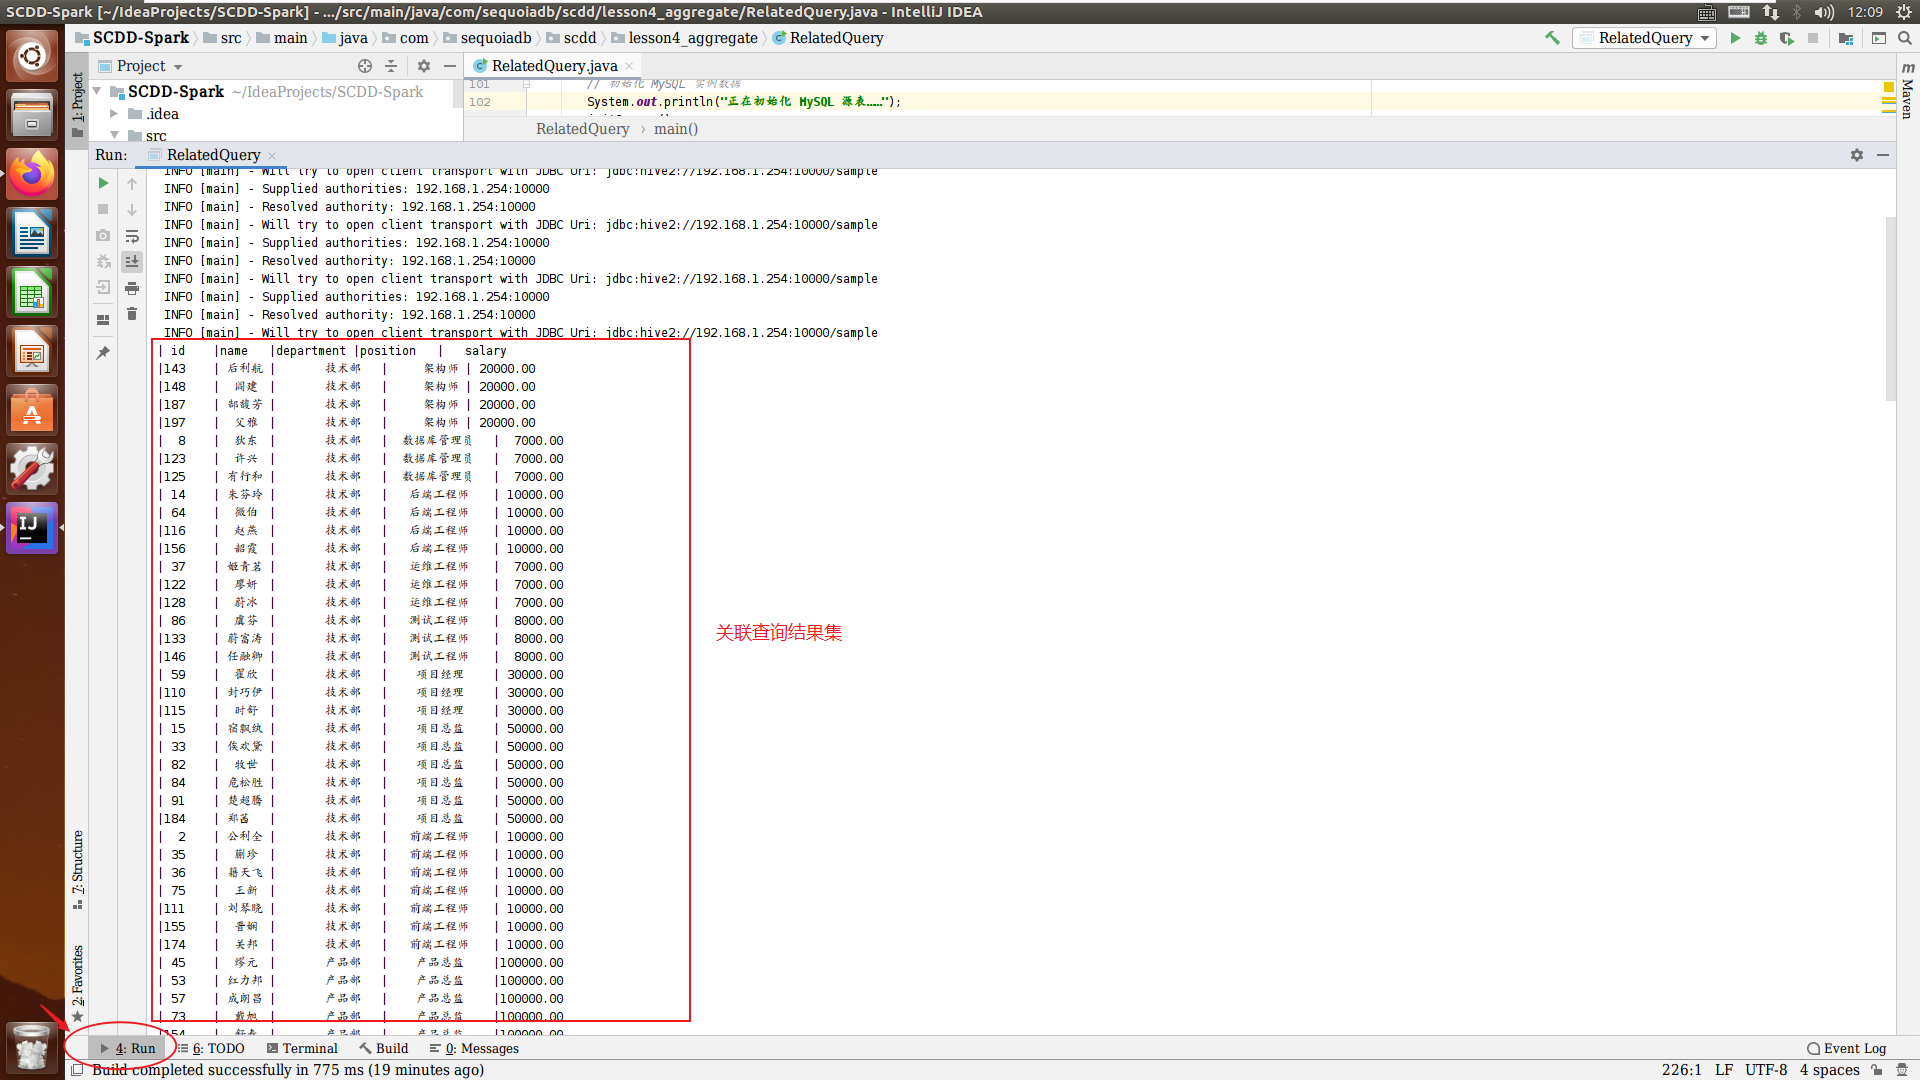 SCDD-Spark [~/IdeaProjects/SCDD-Spark] - .../src/main/java/com/sequoiadb/scdd/lesson4_aggregate/RelatedQuery.java - IntelliJ IDEA
12:09
SCDD-Spark src main java com sequoiadb scdd lesson4_aggregate RelatedQuery
RelatedQuery
Project
RelatedQuery.java
SCDD-Spark ~/IdeaProjects/SCDD-Spark
.idea
src
101 // 初始化 MySQL 实例数据
102 System.out.println("正在初始化 MySQL 源表……");
RelatedQuery › main()
1: Project
Maven
Run: RelatedQuery
INFO [main] - Will try to open client transport with JDBC Uri: jdbc:hive2://192.168.1.254:10000/sample
INFO [main] - Supplied authorities: 192.168.1.254:10000
INFO [main] - Resolved authority: 192.168.1.254:10000
INFO [main] - Will try to open client transport with JDBC Uri: jdbc:hive2://192.168.1.254:10000/sample
INFO [main] - Supplied authorities: 192.168.1.254:10000
INFO [main] - Resolved authority: 192.168.1.254:10000
INFO [main] - Will try to open client transport with JDBC Uri: jdbc:hive2://192.168.1.254:10000/sample
INFO [main] - Supplied authorities: 192.168.1.254:10000
INFO [main] - Resolved authority: 192.168.1.254:10000
INFO [main] - Will try to open client transport with JDBC Uri: jdbc:hive2://192.168.1.254:10000/sample
| id |name |department |position | salary
|143 | 后利航 | 技术部 | 架构师 | 20000.00
|148 | 阎建 | 技术部 | 架构师 | 20000.00
|187 | 郜馥芳 | 技术部 | 架构师 | 20000.00
|197 | 父雅 | 技术部 | 架构师 | 20000.00
| 8 | 狄东 | 技术部 | 数据库管理员 | 7000.00
|123 | 许兴 | 技术部 | 数据库管理员 | 7000.00
|125 | 有行和 | 技术部 | 数据库管理员 | 7000.00
| 14 | 朱芬玲 | 技术部 | 后端工程师 | 10000.00
| 64 | 微伯 | 技术部 | 后端工程师 | 10000.00
|116 | 赵燕 | 技术部 | 后端工程师 | 10000.00
|156 | 韶霞 | 技术部 | 后端工程师 | 10000.00
| 37 | 姬青茗 | 技术部 | 运维工程师 | 7000.00
|122 | 廖妍 | 技术部 | 运维工程师 | 7000.00
|128 | 蔚冰 | 技术部 | 运维工程师 | 7000.00
| 86 | 虞芬 | 技术部 | 测试工程师 | 8000.00
|133 | 蔚富涛 | 技术部 | 测试工程师 | 8000.00
|146 | 任融卿 | 技术部 | 测试工程师 | 8000.00
| 59 | 翟欣 | 技术部 | 项目经理 | 30000.00
|110 | 封巧伊 | 技术部 | 项目经理 | 30000.00
|115 | 时舒 | 技术部 | 项目经理 | 30000.00
| 15 | 宿飘纨 | 技术部 | 项目总监 | 50000.00
| 33 | 俟欢黛 | 技术部 | 项目总监 | 50000.00
| 82 | 牧世 | 技术部 | 项目总监 | 50000.00
| 84 | 危松胜 | 技术部 | 项目总监 | 50000.00
| 91 | 楚超腾 | 技术部 | 项目总监 | 50000.00
|184 | 郑茜 | 技术部 | 项目总监 | 50000.00
| 2 | 公利全 | 技术部 | 前端工程师 | 10000.00
| 35 | 蒯珍 | 技术部 | 前端工程师 | 10000.00
| 36 | 籍天飞 | 技术部 | 前端工程师 | 10000.00
| 75 | 王新 | 技术部 | 前端工程师 | 10000.00
|111 | 刘琴晓 | 技术部 | 前端工程师 | 10000.00
|155 | 晋娴 | 技术部 | 前端工程师 | 10000.00
|174 | 关邦 | 技术部 | 前端工程师 | 10000.00
| 45 | 缪元 | 产品部 | 产品总监 |100000.00
| 53 | 红力邦 | 产品部 | 产品总监 |100000.00
| 57 | 成朗昌 | 产品部 | 产品总监 |100000.00
| 73 | 戴旭 | 产品部 | 产品总监 |100000.00
|154 | | 产品部 | 产品总监 |100000.00
关联查询结果集
7: Structure
2: Favorites
4: Run 6: TODO Terminal Build 0: Messages Event Log
Build completed successfully in 775 ms (19 minutes ago) 226:1 LF UTF-8 4 spaces